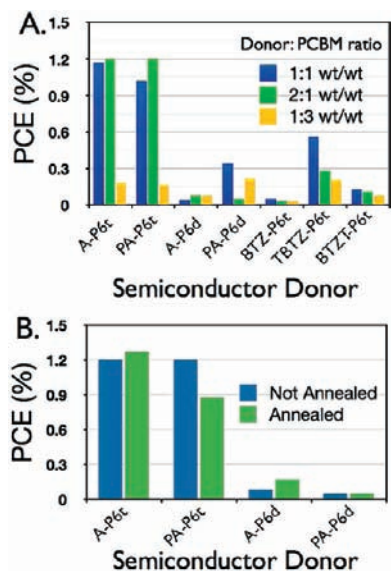 A.
Donor: PCBM ratio
1:1 wt/wt
2:1 wt/wt
1:3 wt/wt
PCE (%)
1.5
1.2
0.9
0.6
0.3
0
A-P6t
PA-P6t
A-P6d
PA-P6d
BTZ-P6t
TBTZ-P6t
BTZT-P6t
Semiconductor Donor
B.
PCE (%)
1.5
1.2
0.9
0.6
0.3
0
Not Annealed
Annealed
A-P6t
PA-P6t
A-P6d
PA-P6d
Semiconductor Donor